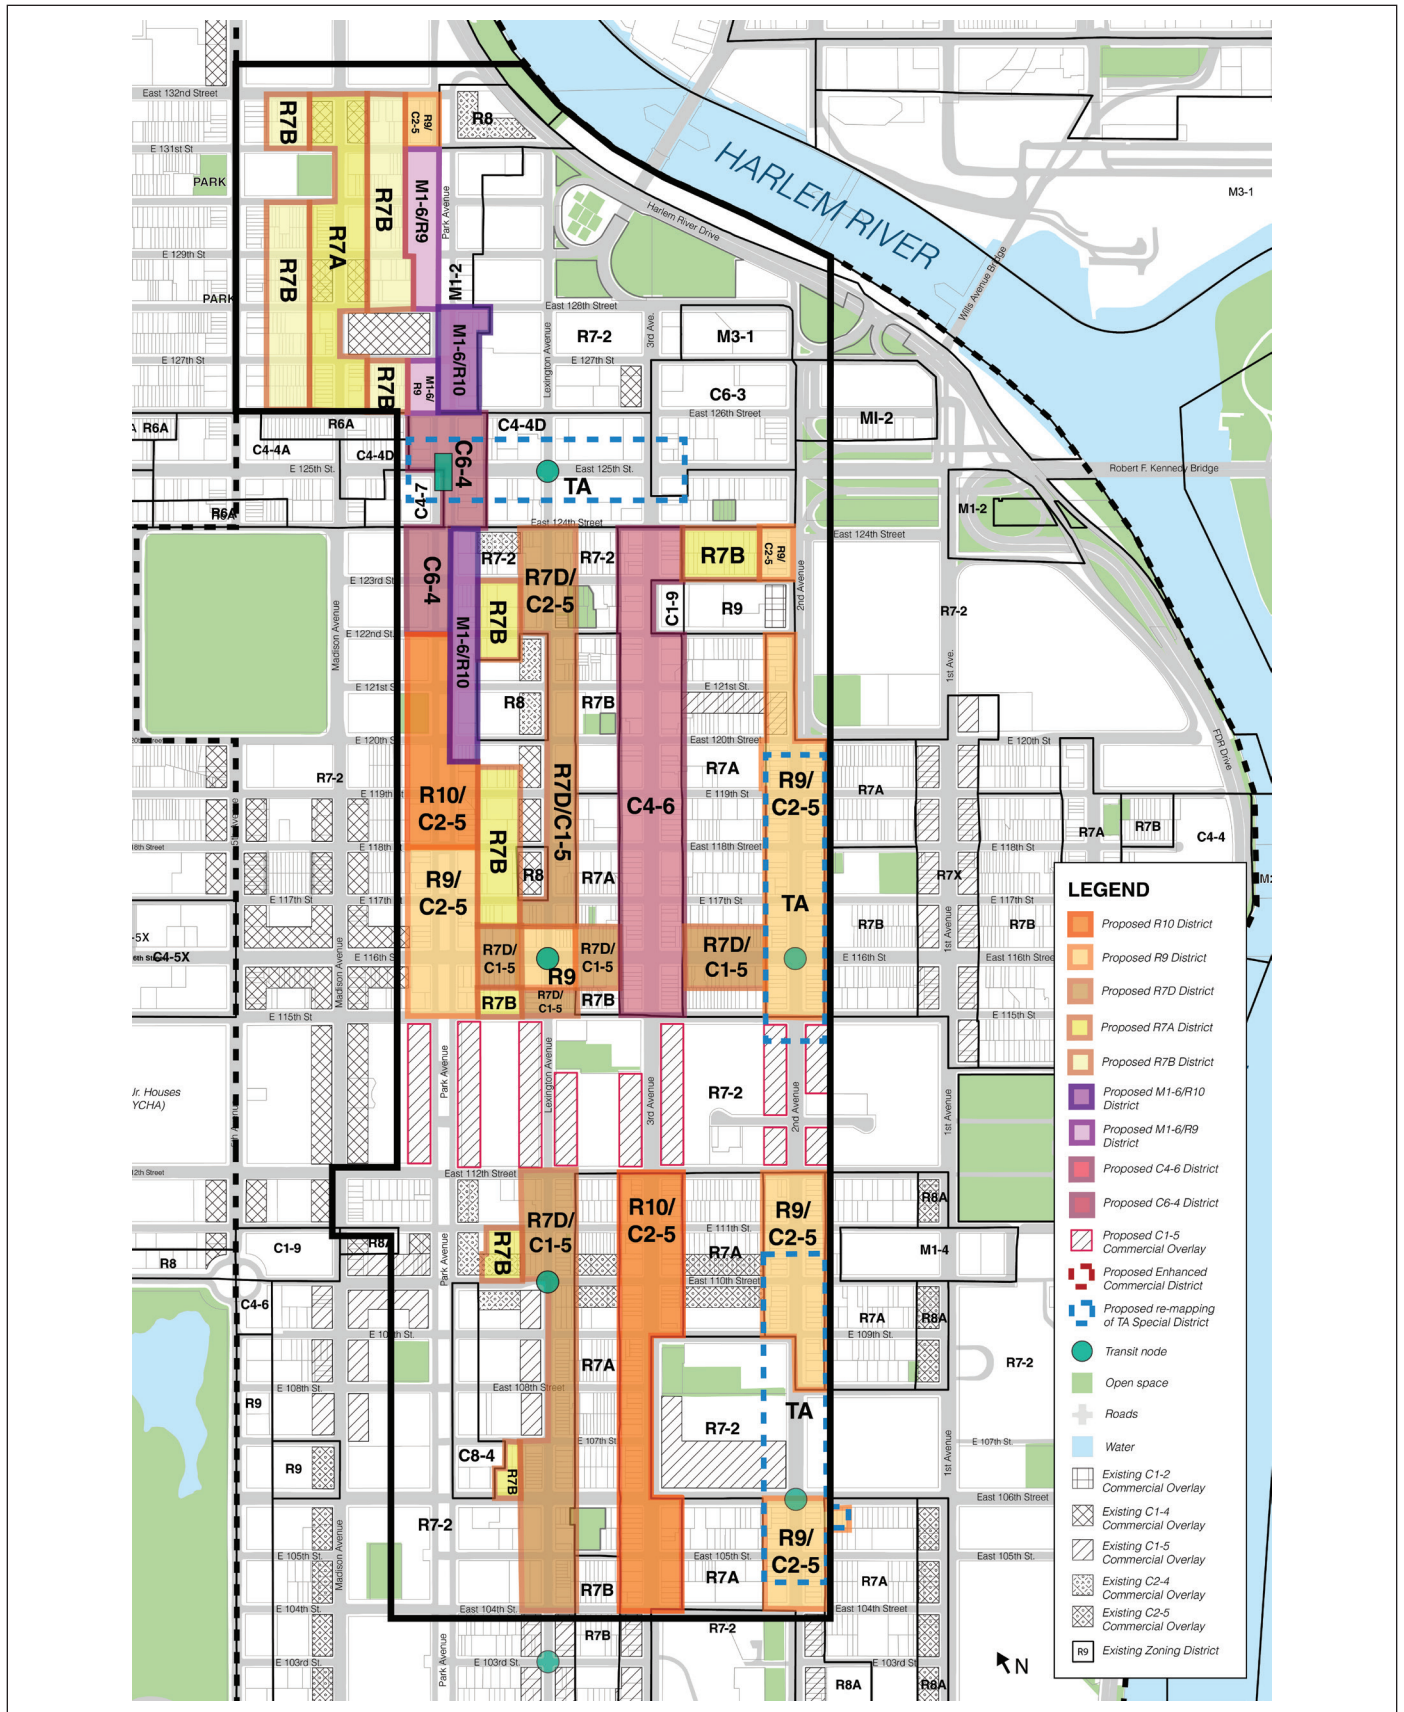 East 132nd Street
R7B
R9/
C2-5
R8
E 131st St
PARK
HARLEM RIVER
M3-1
R7B
M1-6/R9
Park Avenue
Harlem River Drive
R7A
E 129th St
R7B
M1-2
Willis Avenue Bridge
PARK
East 128th Street
M1-6/R10
Lexington Avenue
R7-2
3rd Ave.
M3-1
E 127th St
E 127th St
R7B
M1-6/
R9
C6-3
R6A
R6A
C4-4D
East 126th Street
MI-2
C4-4A
C4-4D
C6-4
E 125th St.
East 125th St.
TA
Robert F. Kennedy Bridge
C4-7
R6A
M1-2
East 124th Street
East 124th Street
C6-4
R7-2
R7D/
C2-5
R7-2
R7B
R9/
C2-5
E 123rd St
2nd Avenue
R7B
C1-9
R9
R7-2
Madison Avenue
E 122nd St.
M1-6/R10
1st Ave.
E 121st St
E 121st St.
R8
R7B
E 120th St
East 120th Street
E 120th St
FDR Drive
R7-2
R7D/C1-5
R7A
R9/
C2-5
R10/
C2-5
C4-6
E 119th St
E 119th St
R7A
R7A
R7B
C4-4
E 118th St
East 118th Street
E 118th St
R7B
R8
R7A
R9/
C2-5
R7X
E 117th St
E 117th St
E 117th St
E 117th St
TA
R7B
R7B
1st Avenue
-5X
C4-5X
E 116th St
R7D/
C1-5
R9
R7D/
C1-5
R7D/
C1-5
E 116th St
East 116th Street
Madison Avenue
R7B
R7D/
C1-5
R7B
E 115th St
E 115th St
Park Avenue
Lexington Avenue
3rd Avenue
R7-2
2nd Avenue
1st Avenue
Jr. Houses
YCHA)
East 112th Street
R7D/
C1-5
R10/
C2-5
R9/
C2-5
R8A
E 111th St
C1-9
R8A
R7B
R7A
M1-4
R8
Park Avenue
East 110th Street
C4-6
R7A
R8A
E 109th St.
R7A
R7-2
E 108th St.
East 108th Street
R9
TA
R7-2
C8-4
E 107th St
E 107th St.
R9
R7B
1st Avenue
East 106th Street
R7-2
R9/
C2-5
E 105th St.
East 105th St.
East 105th St.
Madison Avenue
R7B
R7A
R7A
E 104th St.
East 104th St.
East 104th Street
R7B
R7-2
Park Avenue
E 103rd St.
E 103rd St.
E 103rd St
R8A
R8A
N
LEGEND
Proposed R10 District
Proposed R9 District
Proposed R7D District
Proposed R7A District
Proposed R7B District
Proposed M1-6/R10
District
Proposed M1-6/R9
District
Proposed C4-6 District
Proposed C6-4 District
Proposed C1-5
Commercial Overlay
Proposed Enhanced
Commercial District
Proposed re-mapping
of TA Special District
Transit node
Open space
Roads
Water
Existing C1-2
Commercial Overlay
Existing C1-4
Commercial Overlay
Existing C1-5
Commercial Overlay
Existing C2-4
Commercial Overlay
Existing C2-5
Commercial Overlay
R9
Existing Zoning District